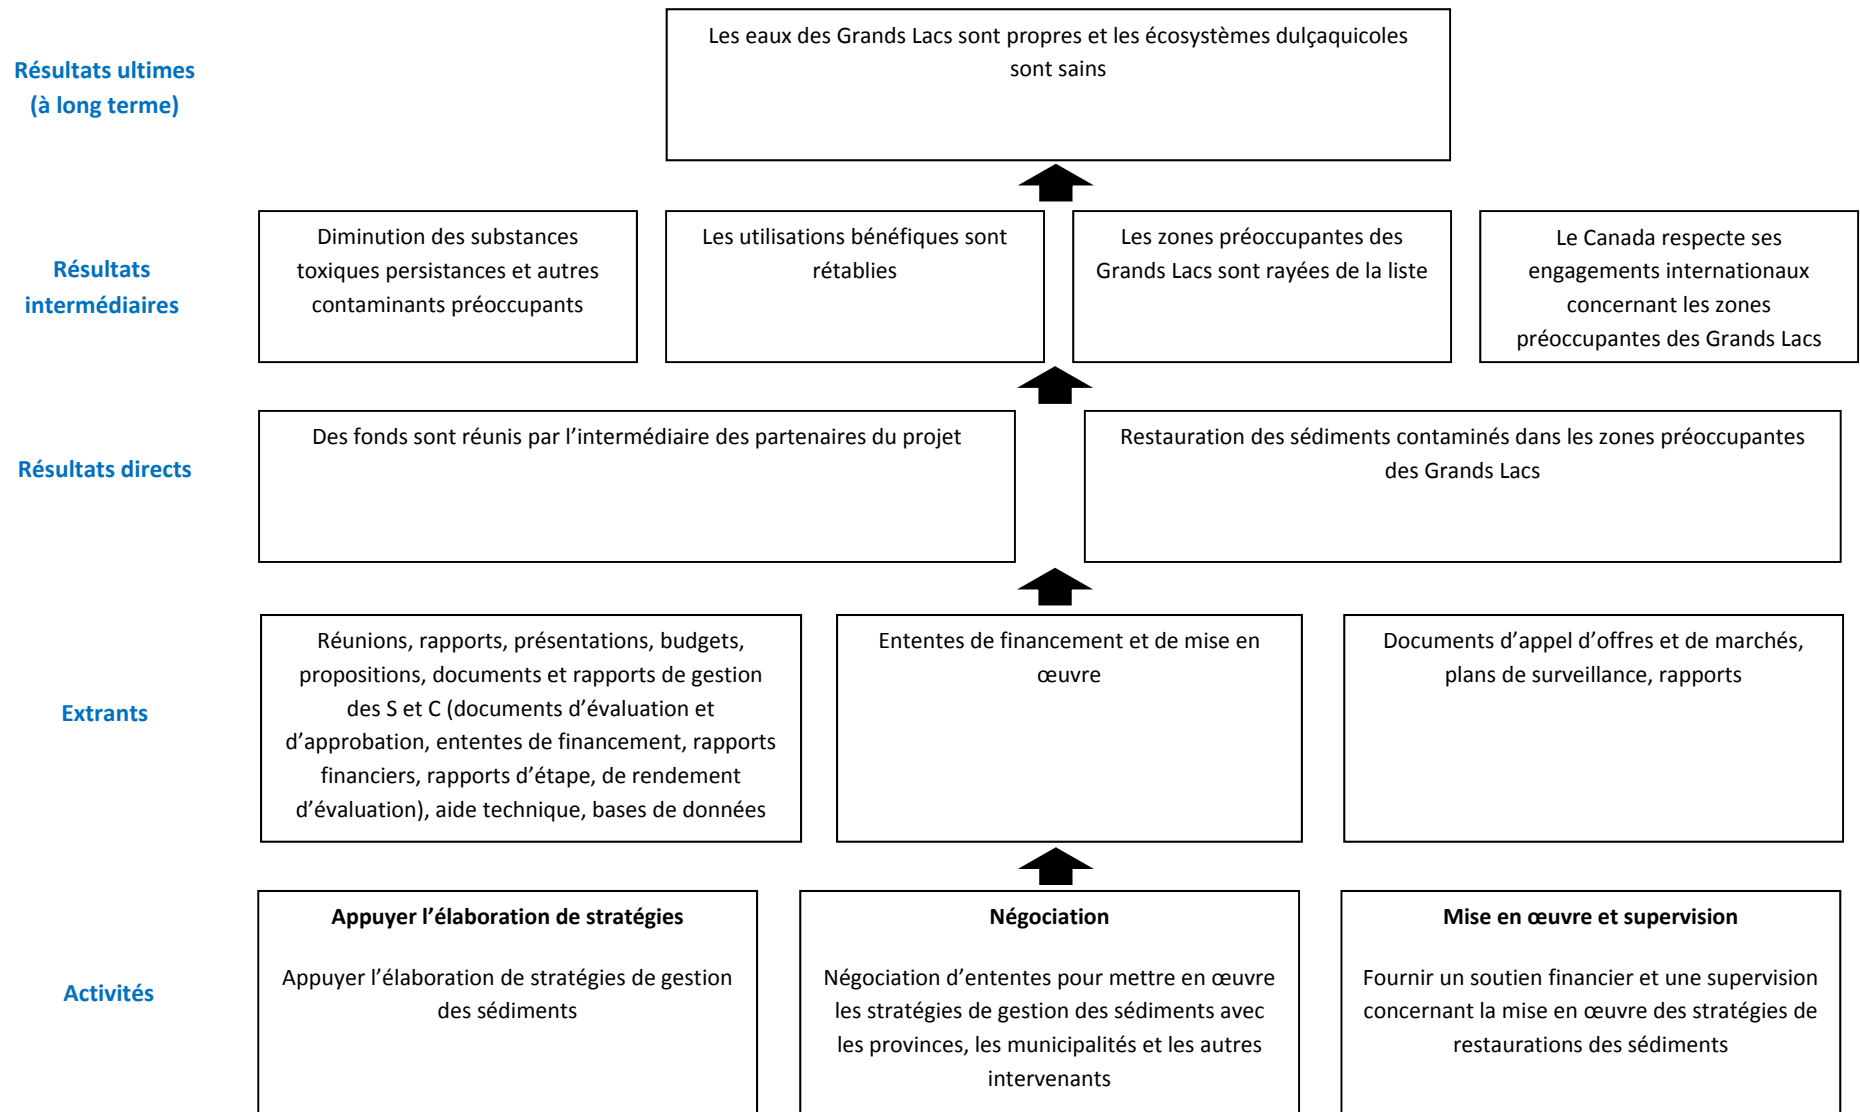 Résultats ultimes
(à long terme)
Les eaux des Grands Lacs sont propres et les écosystèmes dulçaquicoles
sont sains
Résultats
intermédiaires
Diminution des substances
toxiques persistances et autres
contaminants préoccupants
Les utilisations bénéfiques sont
rétablies
Les zones préoccupantes des
Grands Lacs sont rayées de la liste
Le Canada respecte ses
engagements internationaux
concernant les zones
préoccupantes des Grands Lacs
Résultats directs
Des fonds sont réunis par l’intermédiaire des partenaires du projet
Restauration des sédiments contaminés dans les zones préoccupantes
des Grands Lacs
Extrants
Réunions, rapports, présentations, budgets,
propositions, documents et rapports de gestion
des S et C (documents d’évaluation et
d’approbation, ententes de financement, rapports
financiers, rapports d’étape, de rendement
d’évaluation), aide technique, bases de données
Ententes de financement et de mise en
œuvre
Documents d’appel d’offres et de marchés,
plans de surveillance, rapports
Activités
Appuyer l’élaboration de stratégies
Appuyer l’élaboration de stratégies de gestion
des sédiments
Négociation
Négociation d’ententes pour mettre en œuvre
les stratégies de gestion des sédiments avec
les provinces, les municipalités et les autres
intervenants
Mise en œuvre et supervision
Fournir un soutien financier et une supervision
concernant la mise en œuvre des stratégies de
restaurations des sédiments